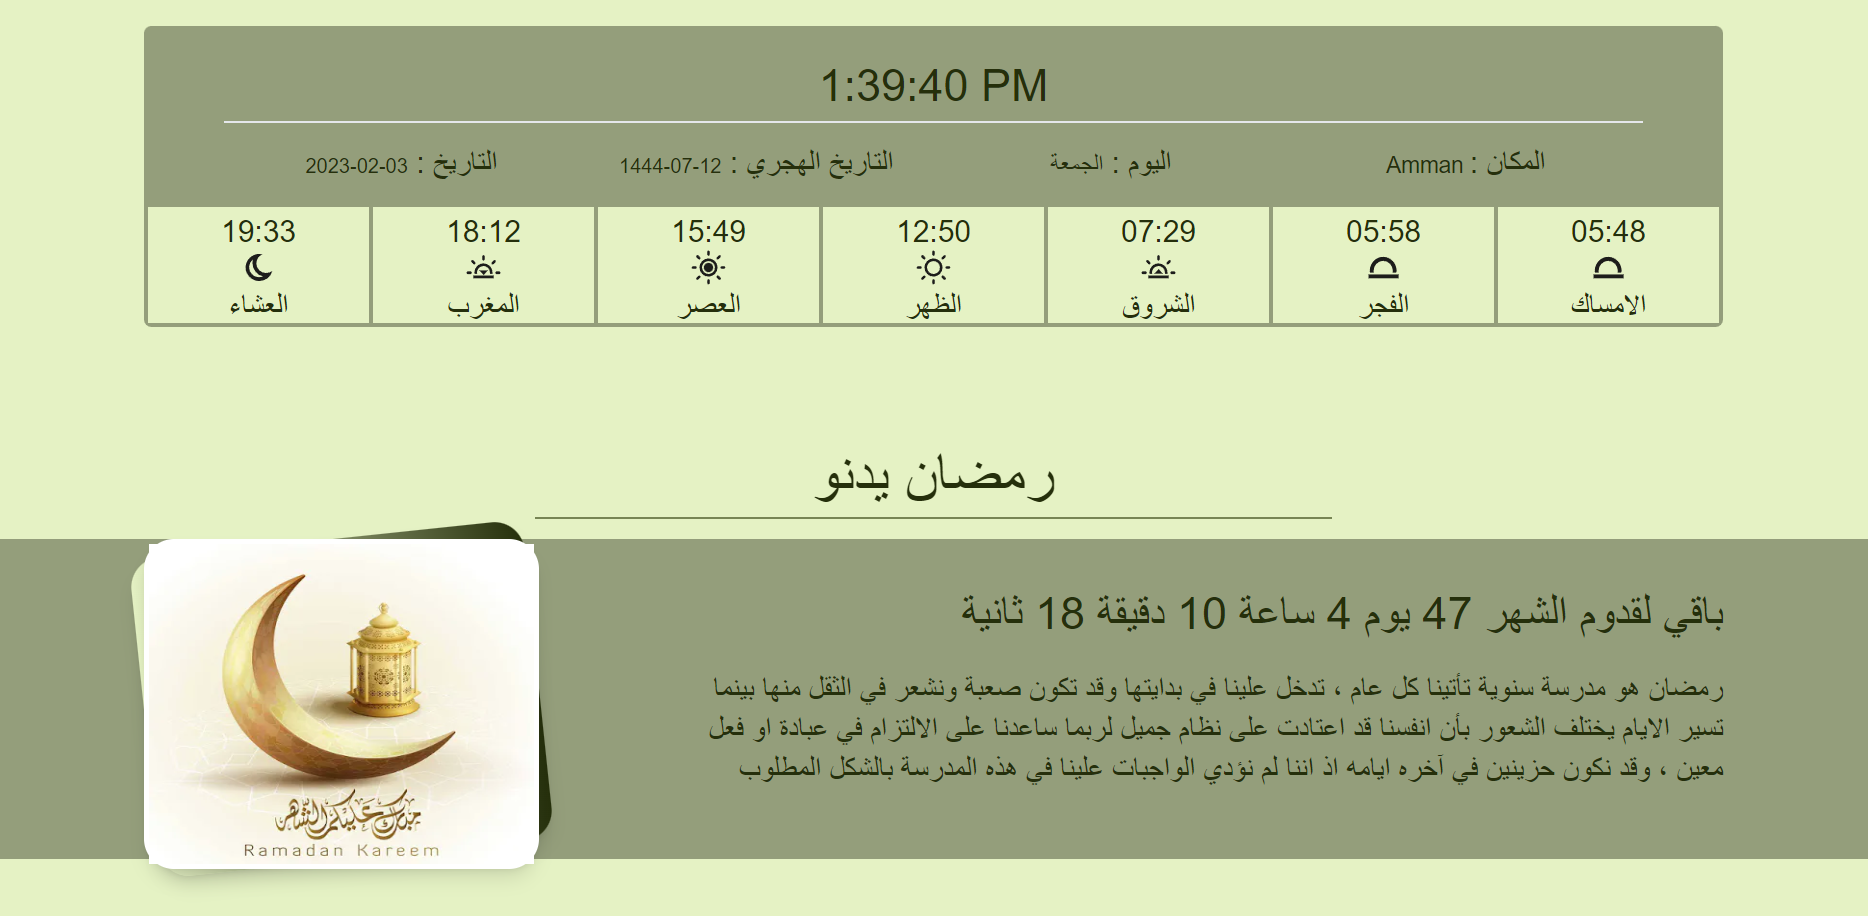 1:39:40 PM
المكان : Amman
اليوم : الجمعة
التاريخ الهجري : 1444-07-12
التاريخ : 2023-02-03
05:48
الامساك
05:58
الفجر
07:29
الشروق
12:50
الظهر
15:49
العصر
18:12
المغرب
19:33
العشاء
رمضان يدنو
باقي لقدوم الشهر 47 يوم 4 ساعة 10 دقيقة 18 ثانية
رمضان هو مدرسة سنوية تأتينا كل عام ، تدخل علينا في بدايتها وقد تكون صعبة ونشعر في الثقل منها بينما
تسير الايام يختلف الشعور بأن انفسنا قد اعتادت على نظام جميل لربما ساعدنا على الالتزام في عبادة او فعل
معين ، وقد نكون حزينين في آخره ايامه اذ اننا لم نؤدي الواجبات علينا في هذه المدرسة بالشكل المطلوب
مبارك عليكم الشهر
Ramadan Kareem